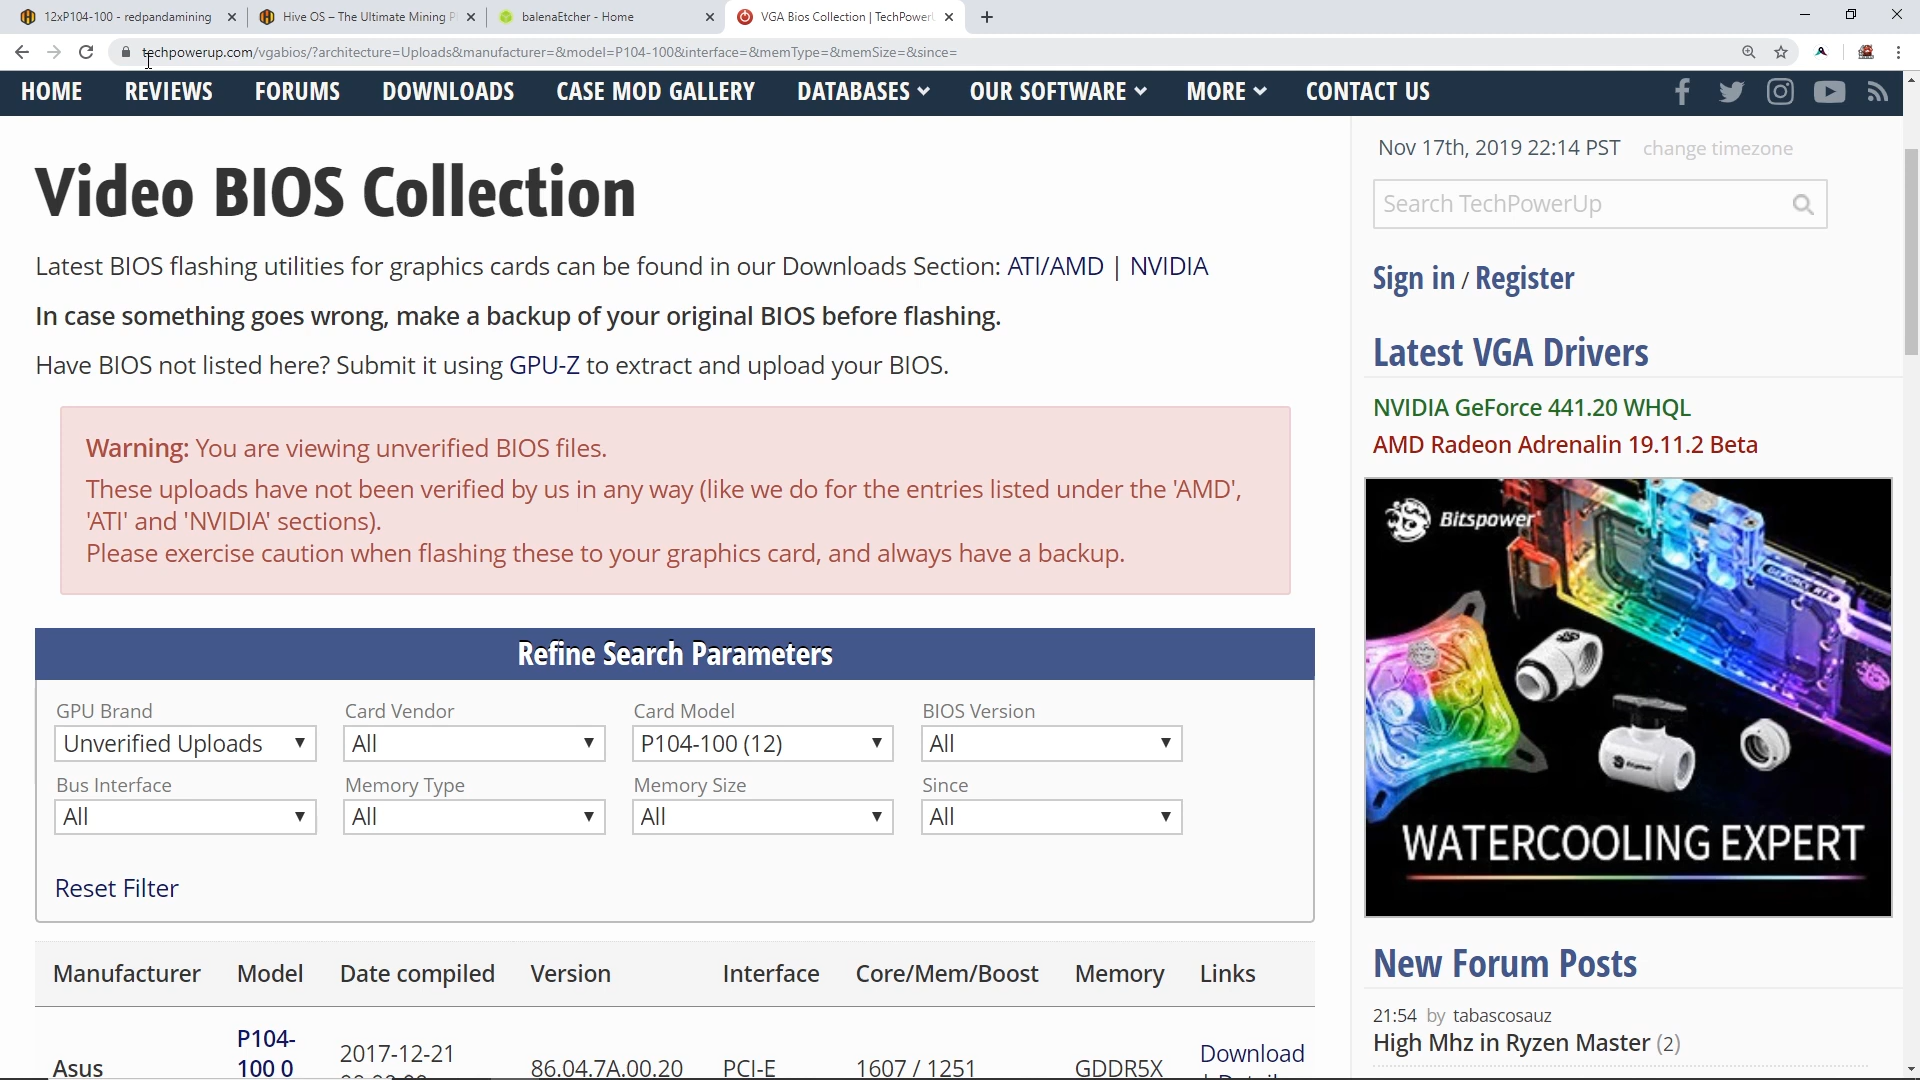 12xP104-100 - redpandamining
Hive OS – The Ultimate Mining P
balenaEtcher - Home
VGA Bios Collection | TechPower
techpowerup.com/vgabios/?architecture=Uploads&manufacturer=&model=P104-100&interface=&memType=&memSize=&since=
HOME REVIEWS FORUMS DOWNLOADS CASE MOD GALLERY DATABASES OUR SOFTWARE MORE CONTACT US
Video BIOS Collection
Latest BIOS flashing utilities for graphics cards can be found in our Downloads Section: ATI/AMD | NVIDIA
In case something goes wrong, make a backup of your original BIOS before flashing.
Have BIOS not listed here? Submit it using GPU-Z to extract and upload your BIOS.
Warning: You are viewing unverified BIOS files.
These uploads have not been verified by us in any way (like we do for the entries listed under the 'AMD',
'ATI' and 'NVIDIA' sections).
Please exercise caution when flashing these to your graphics card, and always have a backup.
Refine Search Parameters
GPU Brand Card Vendor Card Model BIOS Version
Unverified Uploads All P104-100 (12) All
Bus Interface Memory Type Memory Size Since
All All All All
Reset Filter
Manufacturer Model Date compiled Version Interface Core/Mem/Boost Memory Links
P104-
Asus 100 0 2017-12-21 86.04.7A.00.20 PCI-E 1607 / 1251 GDDR5X Download
Nov 17th, 2019 22:14 PST change timezone
Search TechPowerUp
Sign in / Register
Latest VGA Drivers
NVIDIA GeForce 441.20 WHQL
AMD Radeon Adrenalin 19.11.2 Beta
Bitspower
GEFORCE RTX
WATERCOOLING EXPERT
New Forum Posts
21:54 by tabascosauz
High Mhz in Ryzen Master (2)